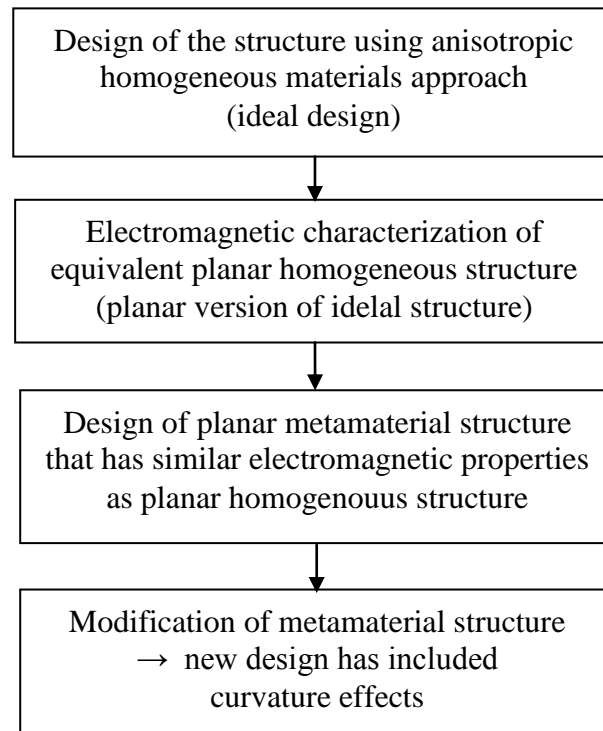 Design of the structure using anisotropic
homogeneous materials approach
(ideal design)
Electromagnetic characterization of
equivalent planar homogeneous structure
(planar version of idelal structure)
Design of planar metamaterial structure
that has similar electromagnetic properties
as planar homogenouus structure
Modification of metamaterial structure
→ new design has included
curvature effects